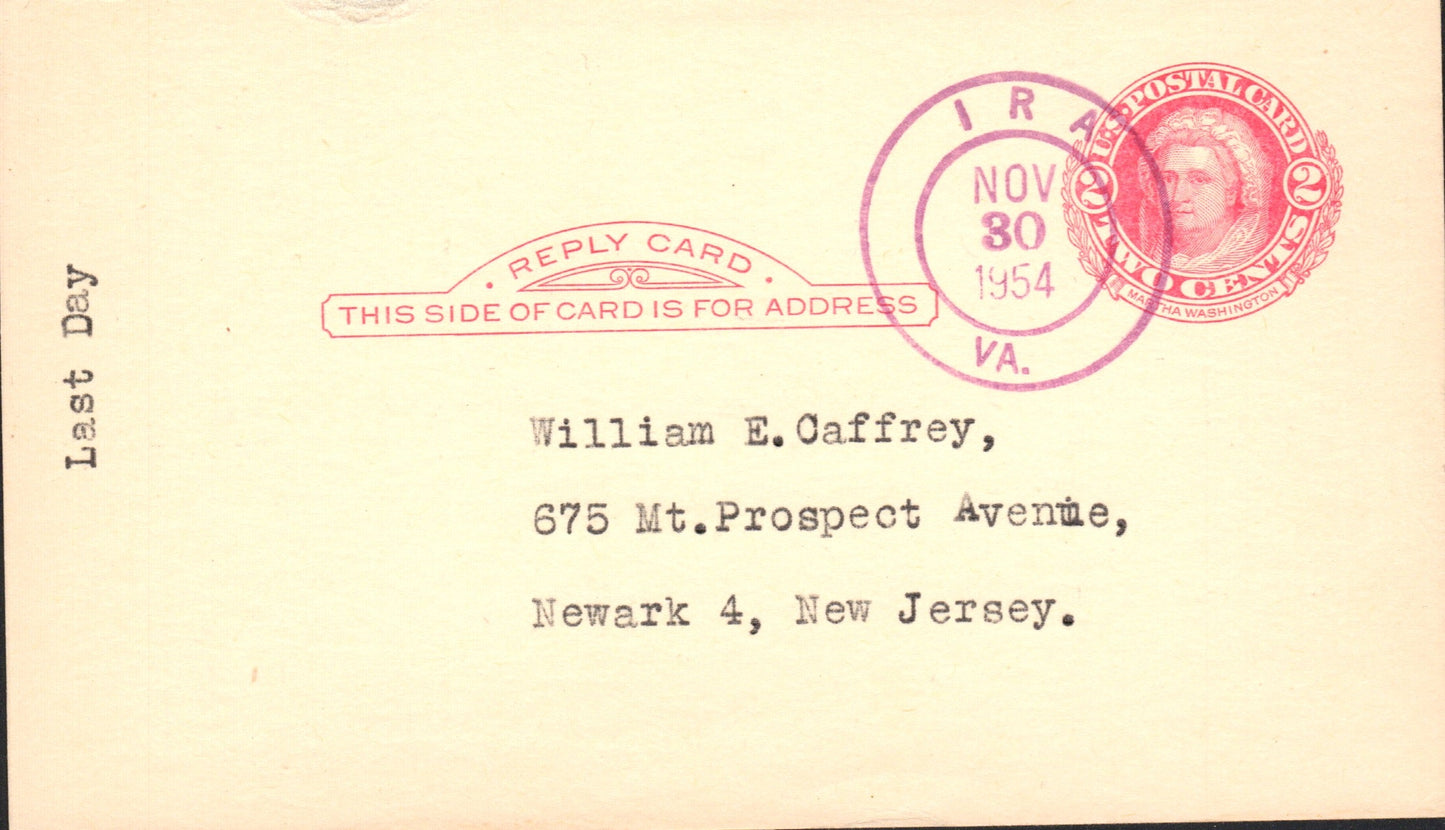 Last Day
REPLY CARD
THIS SIDE OF CARD IS FOR ADDRESS
IRA
NOV
30
1954
VA.
U.S. POSTAL CARD
2 2
TWO CENTS
MARTHA WASHINGTON
William E.Caffrey,
675 Mt.Prospect Avenue,
Newark 4, New Jersey.